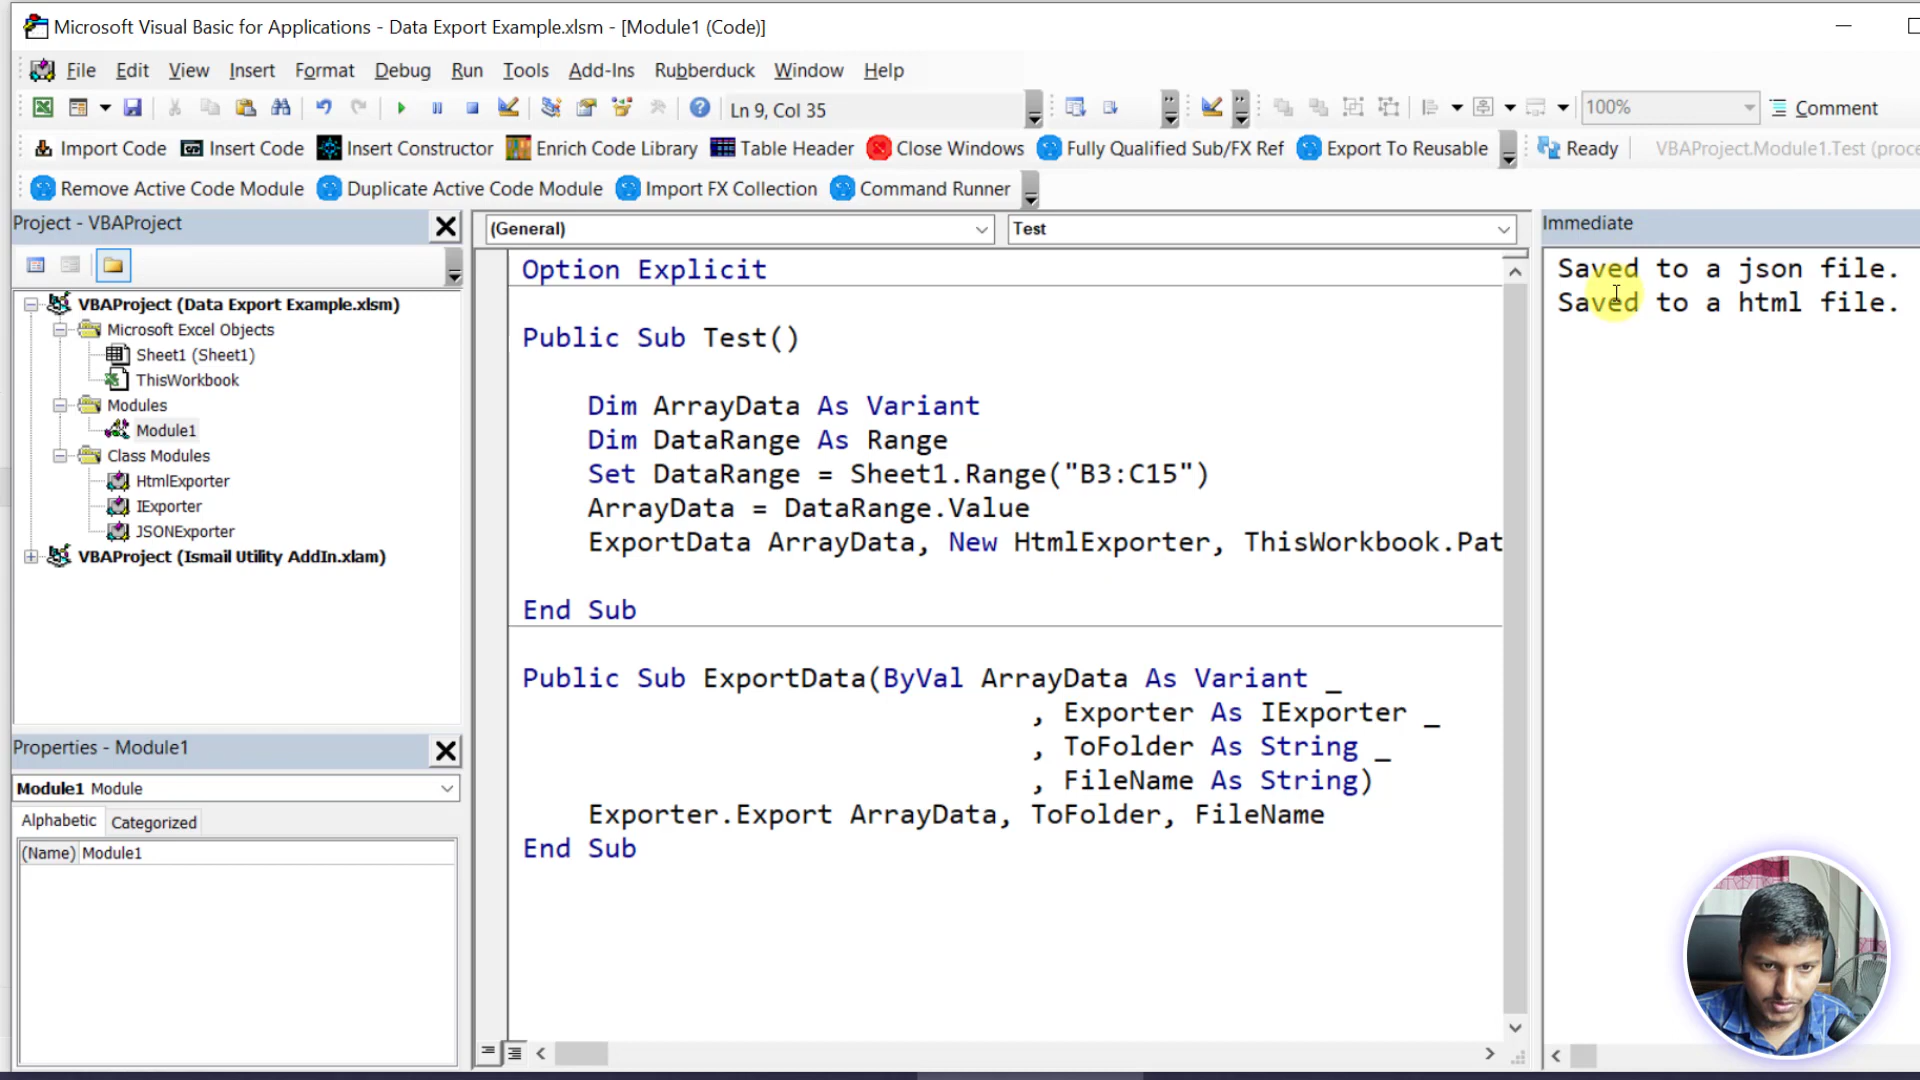 Microsoft Visual Basic for Applications - Data Export Example.xlsm - [Module1 (Code)]
File Edit View Insert Format Debug Run Tools Add-Ins Rubberduck Window Help
Ln 9, Col 35 100% Comment
Import Code Insert Code Insert Constructor Enrich Code Library Table Header Close Windows Fully Qualified Sub/FX Ref Export To Reusable Ready VBAProject.Module1.Test (proce
Remove Active Code Module Duplicate Active Code Module Import FX Collection Command Runner
Project - VBAProject
VBAProject (Data Export Example.xlsm)
Microsoft Excel Objects
Sheet1 (Sheet1)
ThisWorkbook
Modules
Module1
Class Modules
HtmlExporter
IExporter
JSONExporter
VBAProject (Ismail Utility AddIn.xlam)
Properties - Module1
Module1 Module
Alphabetic Categorized
(Name) Module1
(General) Test
Option Explicit
Public Sub Test()
Dim ArrayData As Variant
Dim DataRange As Range
Set DataRange = Sheet1.Range("B3:C15")
ArrayData = DataRange.Value
ExportData ArrayData, New HtmlExporter, ThisWorkbook.Pat
End Sub
Public Sub ExportData(ByVal ArrayData As Variant _
, Exporter As IExporter _
, ToFolder As String _
, FileName As String)
Exporter.Export ArrayData, ToFolder, FileName
End Sub
Immediate
Saved to a json file.
Saved to a html file.